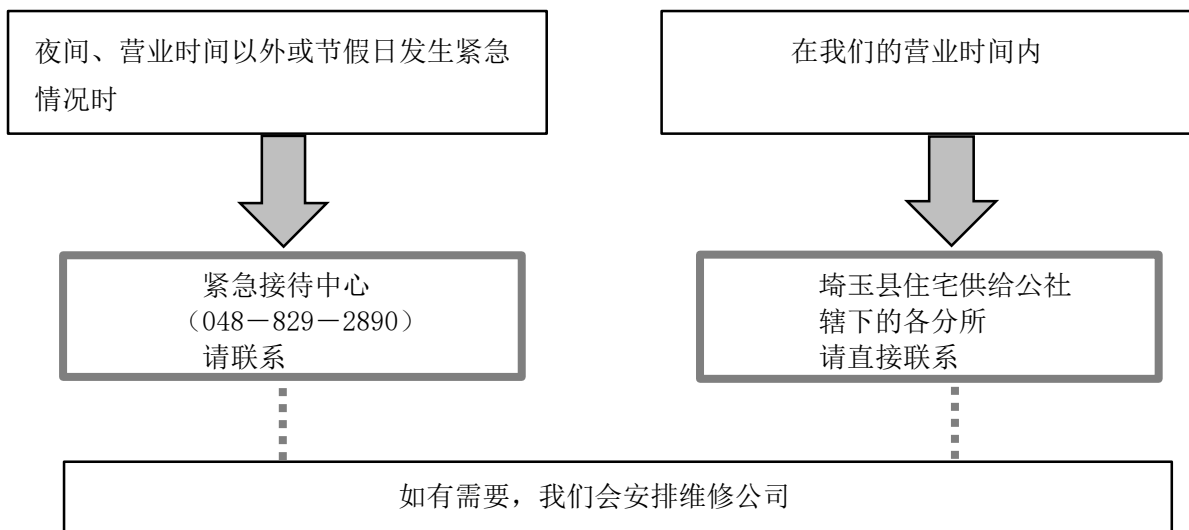 夜间、营业时间以外或节假日发生紧急
情况时
在我们的营业时间内
紧急接待中心
（048－829－2890）
请联系
埼玉县住宅供给公社
辖下的各分所
请直接联系
如有需要，我们会安排维修公司